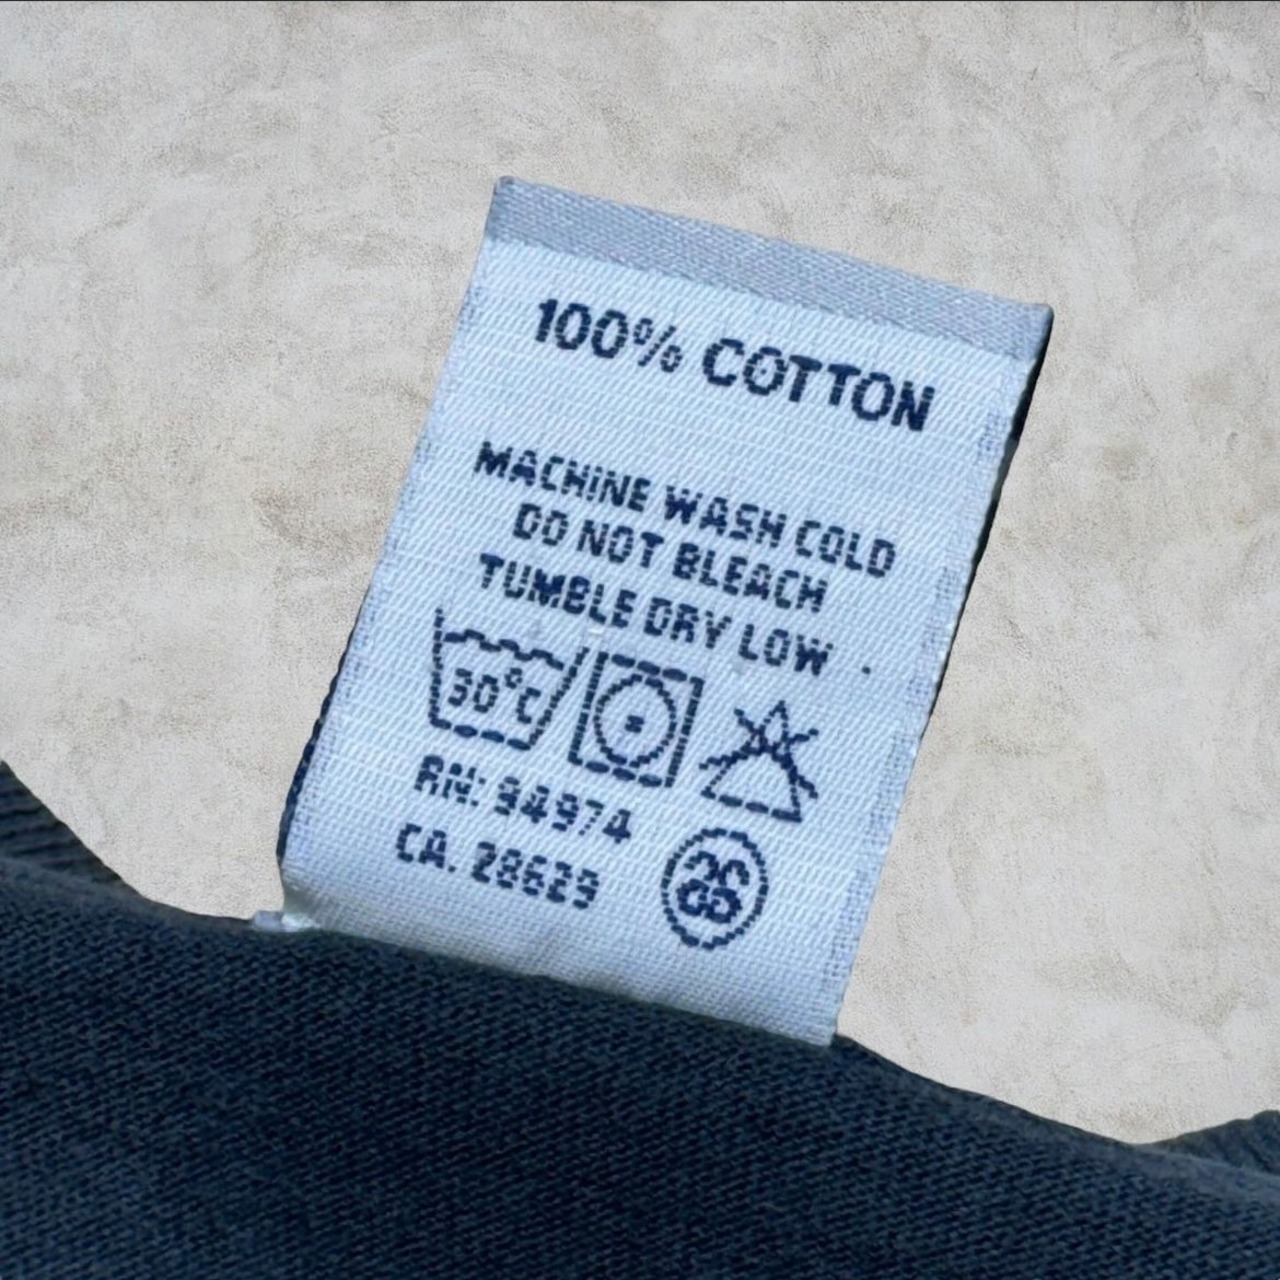 100% COTTON
MACHINE WASH COLD
DO NOT BLEACH
TUMBLE DRY LOW
30°C
RN: 94974
CA. 28629